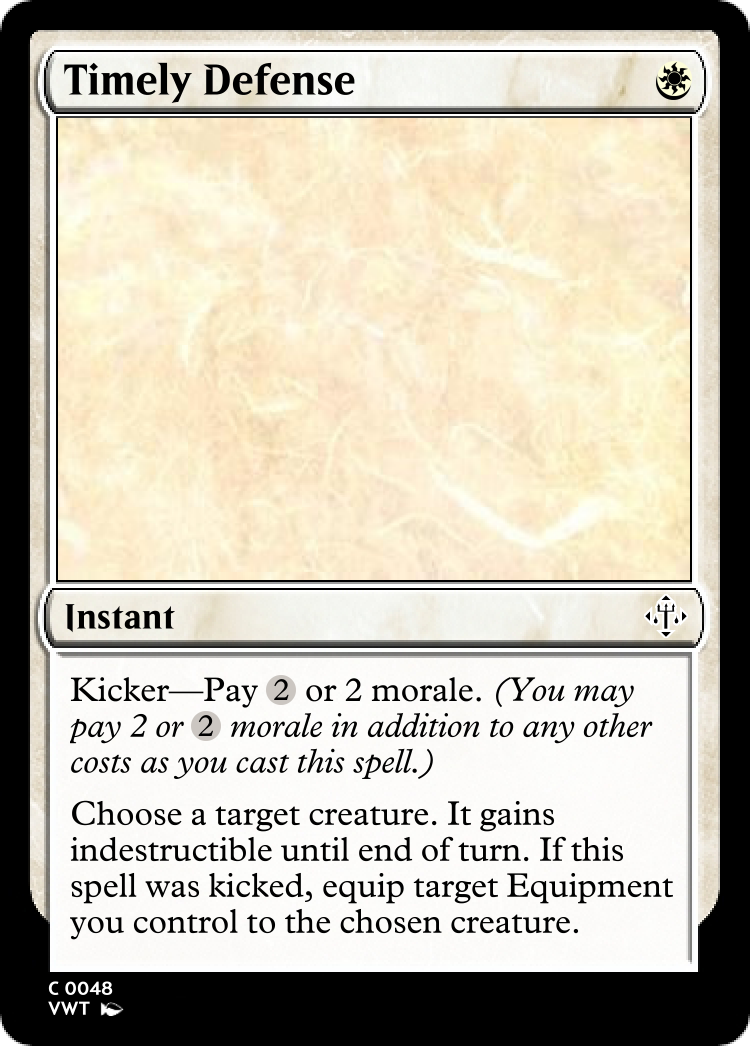 Timely Defense
Instant
Kicker—Pay 2 or 2 morale. (You may
pay 2 or 2 morale in addition to any other
costs as you cast this spell.)
Choose a target creature. It gains
indestructible until end of turn. If this
spell was kicked, equip target Equipment
you control to the chosen creature.
C 0048
VWT